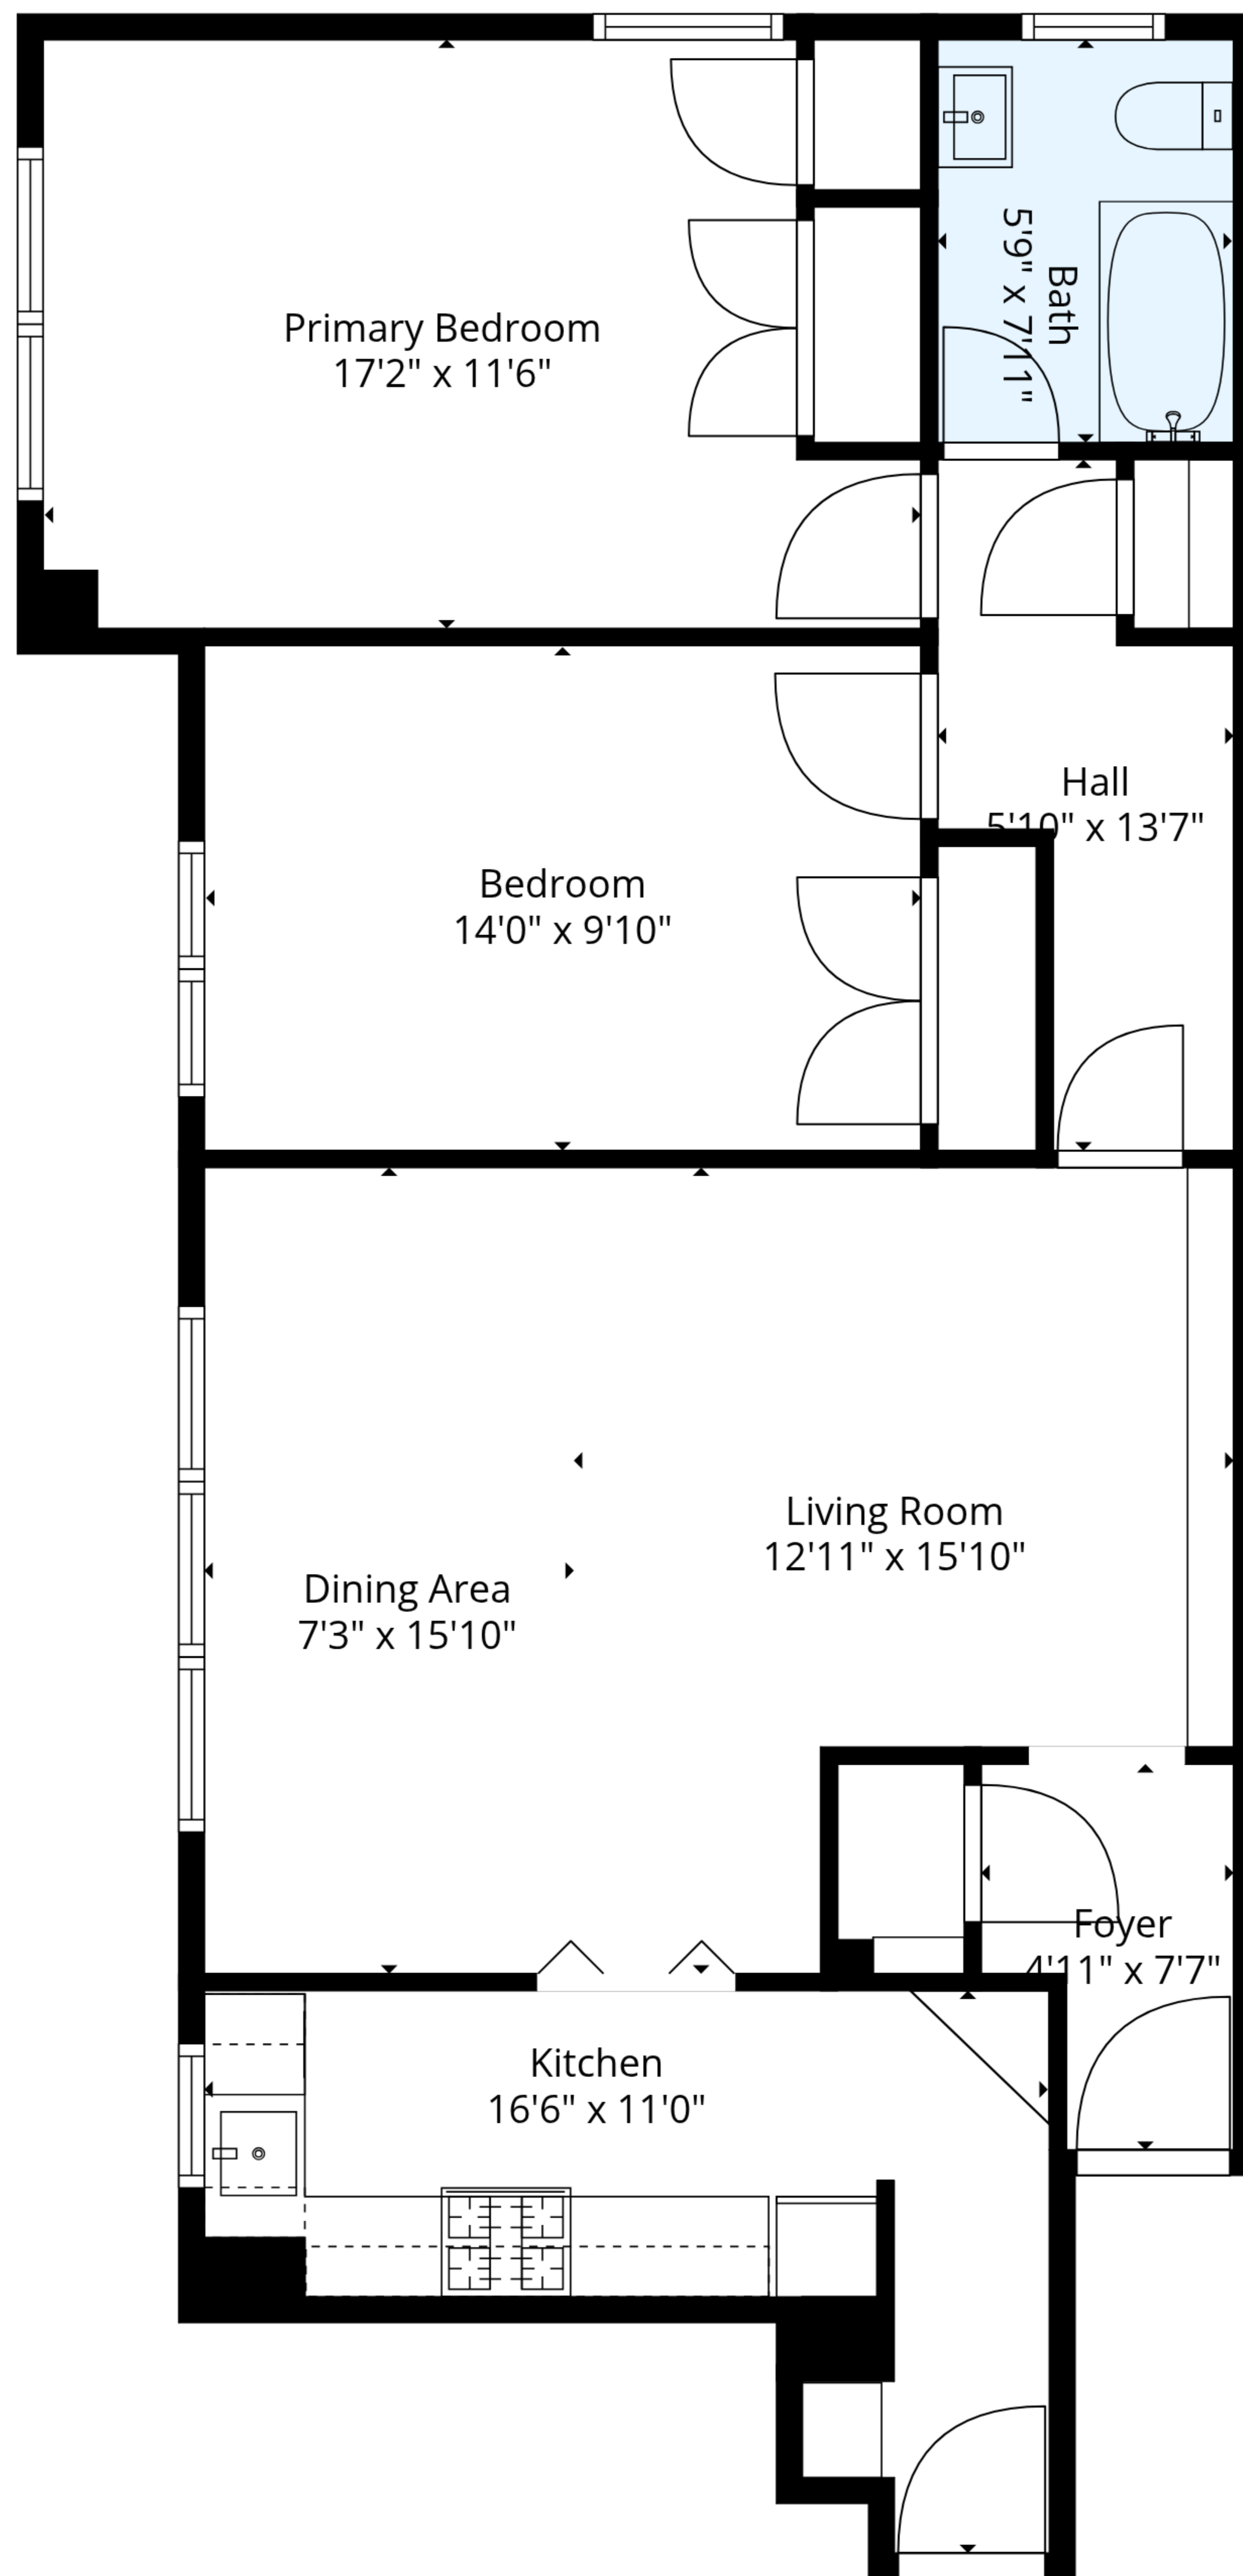 Bath
5'9" x 7'11"
Primary Bedroom
17'2" x 11'6"
Hall
5'10" x 13'7"
Bedroom
14'0" x 9'10"
Living Room
12'11" x 15'10"
Dining Area
7'3" x 15'10"
Foyer
4'11" x 7'7"
Kitchen
16'6" x 11'0"